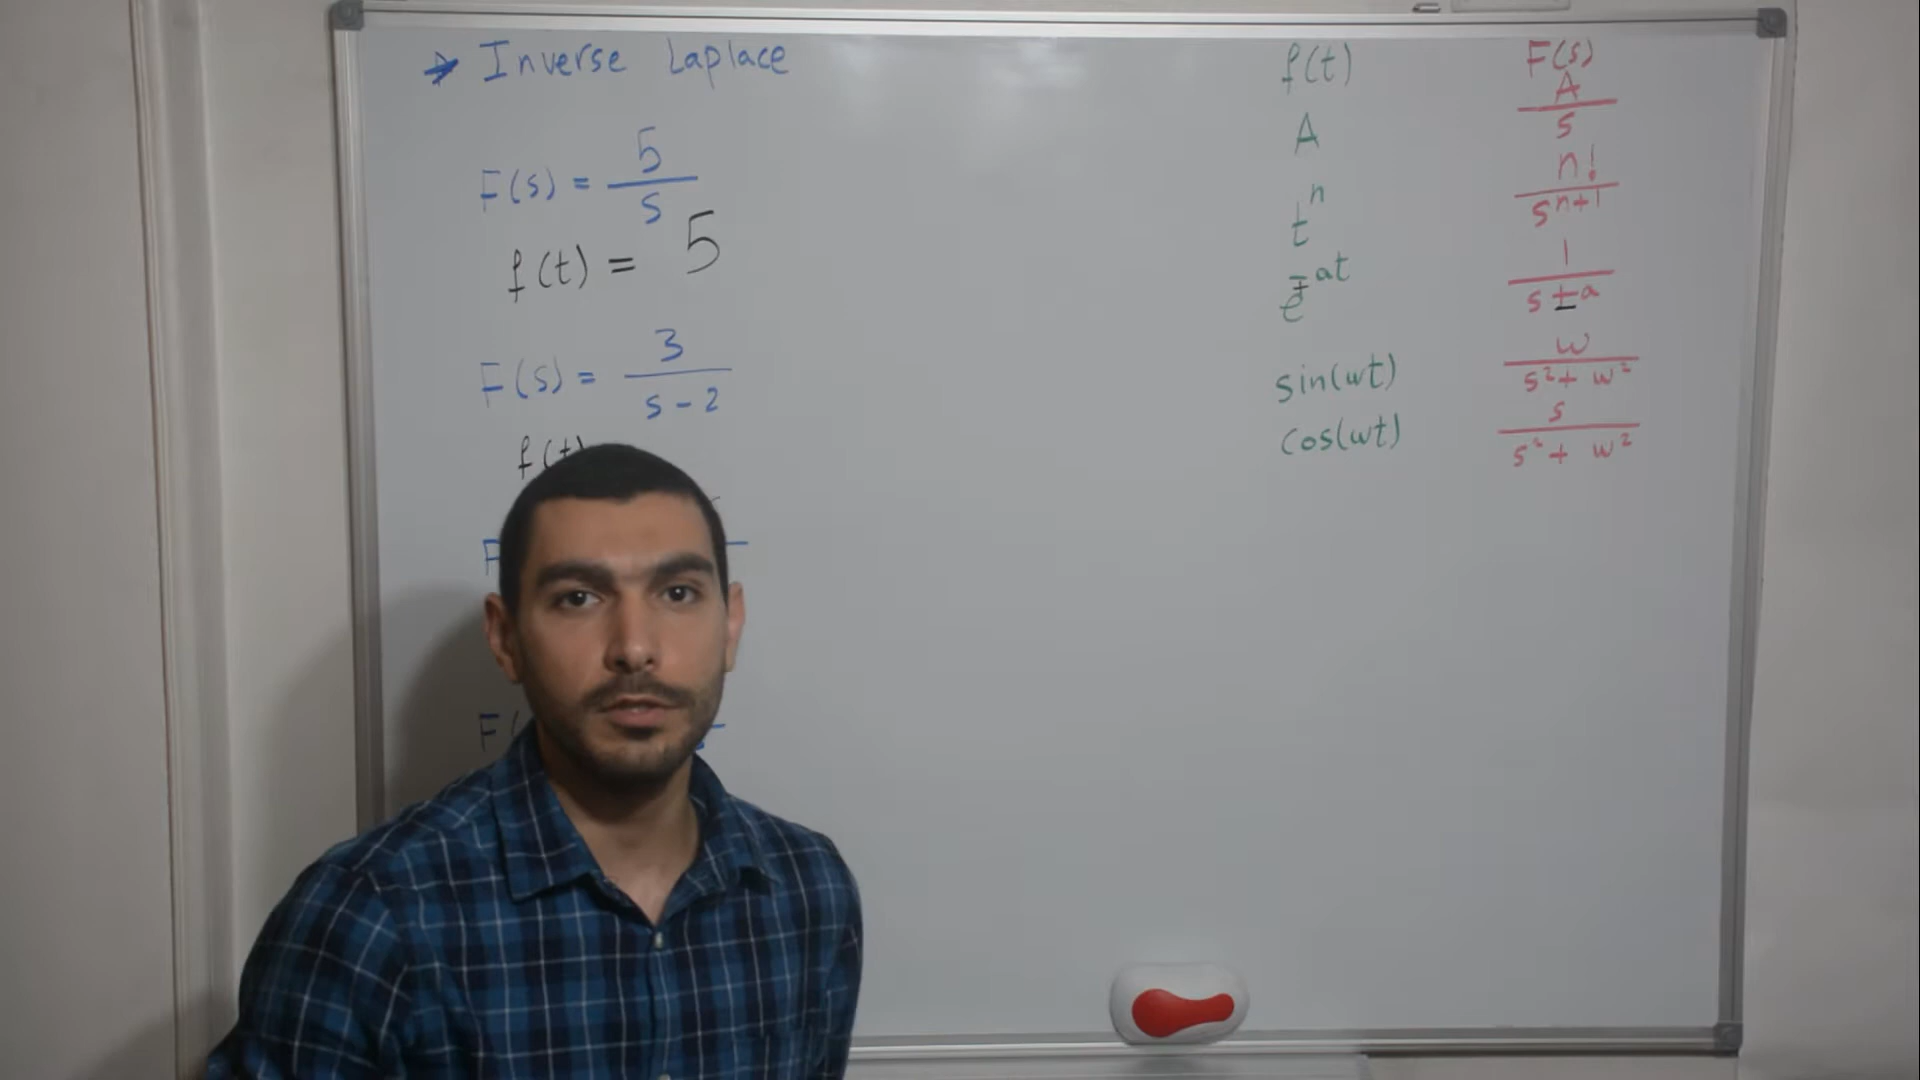 → Inverse Laplace
F(s) = 5/s
f(t) = 5
F(s) = 3/(s-2)
f(t)
F
F(
f(t) F(s)
A A/s
t^n n!/s^(n+1)
e^(∓at) 1/(s±a)
sin(wt) w/(s²+w²)
cos(wt) s/(s²+w²)